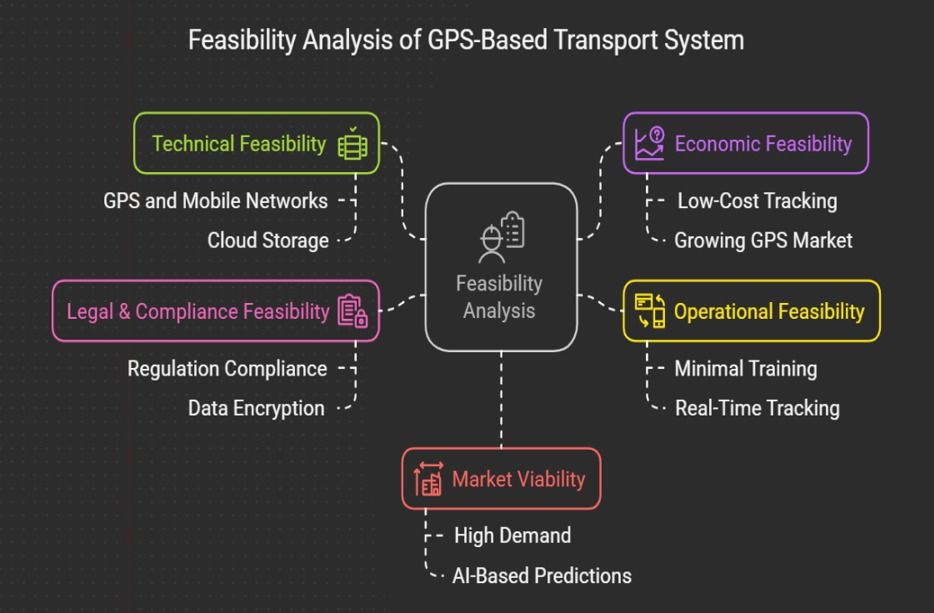 Feasibility Analysis of GPS-Based Transport System
Technical Feasibility
GPS and Mobile Networks
Cloud Storage
Legal & Compliance Feasibility
Regulation Compliance
Data Encryption
Feasibility
Analysis
Economic Feasibility
Low-Cost Tracking
Growing GPS Market
Operational Feasibility
Minimal Training
Real-Time Tracking
Market Viability
High Demand
AI-Based Predictions